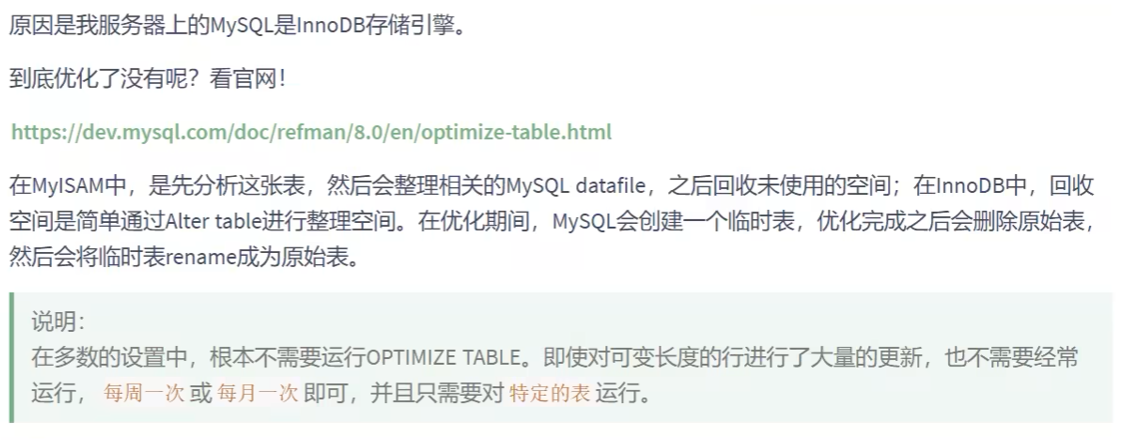 原因是我服务器上的MySQL是InnoDB存储引擎。
到底优化了没有呢？看官网！
https://dev.mysql.com/doc/refman/8.0/en/optimize-table.html
在MyISAM中，是先分析这张表，然后会整理相关的MySQL datafile，之后回收未使用的空间；在InnoDB中，回收
空间是简单通过Alter table进行整理空间。在优化期间，MySQL会创建一个临时表，优化完成之后会删除原始表，
然后会将临时表rename成为原始表。
说明：
在多数的设置中，根本不需要运行OPTIMIZE TABLE。即使对可变长度的行进行了大量的更新，也不需要经常
运行， 每周一次 或 每月一次 即可，并且只需要对 特定的表 运行。